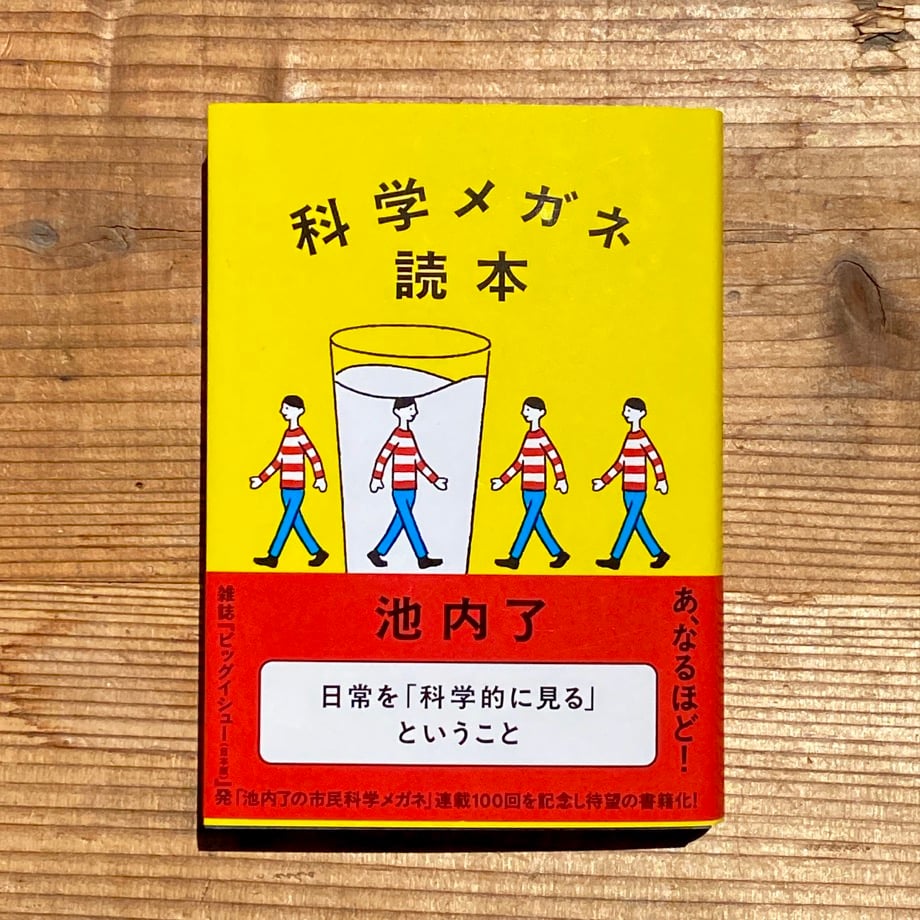 科学メガネ
読本
池内了
日常を「科学的に見る」
ということ
あ、なるほど!
雑誌『ビッグイシュー[日本版]』発
「池内了の市民科学メガネ」連載100回を記念し待望の書籍化!